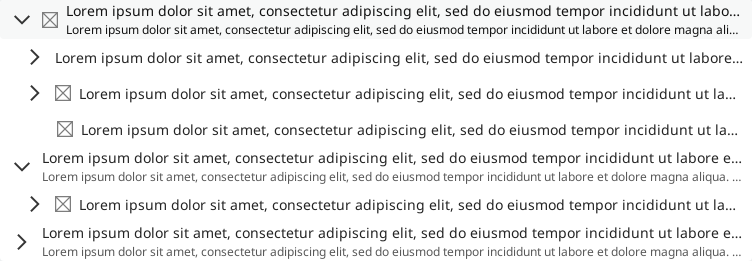 Lorem ipsum dolor sit amet, consectetur adipiscing elit, sed do eiusmod tempor incididunt ut labo...
Lorem ipsum dolor sit amet, consectetur adipiscing elit, sed do eiusmod tempor incididunt ut labore et dolore magna ali...
Lorem ipsum dolor sit amet, consectetur adipiscing elit, sed do eiusmod tempor incididunt ut labore...
Lorem ipsum dolor sit amet, consectetur adipiscing elit, sed do eiusmod tempor incididunt ut la...
Lorem ipsum dolor sit amet, consectetur adipiscing elit, sed do eiusmod tempor incididunt ut la...
Lorem ipsum dolor sit amet, consectetur adipiscing elit, sed do eiusmod tempor incididunt ut labore e...
Lorem ipsum dolor sit amet, consectetur adipiscing elit, sed do eiusmod tempor incididunt ut labore et dolore magna aliqua. ...
Lorem ipsum dolor sit amet, consectetur adipiscing elit, sed do eiusmod tempor incididunt ut la...
Lorem ipsum dolor sit amet, consectetur adipiscing elit, sed do eiusmod tempor incididunt ut labore e...
Lorem ipsum dolor sit amet, consectetur adipiscing elit, sed do eiusmod tempor incididunt ut labore et dolore magna aliqua. ...